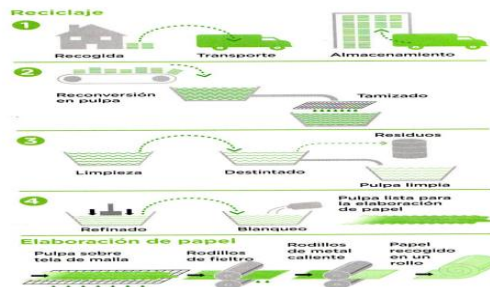 Reciclaje
1
Recogida
Transporte
Almacenamiento
2
Reconversión
en pulpa
Tamizado
3
Limpieza
Destintado
Residuos
Pulpa limpia
4
Refinado
Blanqueo
Pulpa lista para
la elaboración
de papel
Elaboración de papel
Pulpa sobre
tela de malla
Rodillos
de fieltro
Rodillos
de metal
caliente
Papel
recogido
en un
rollo